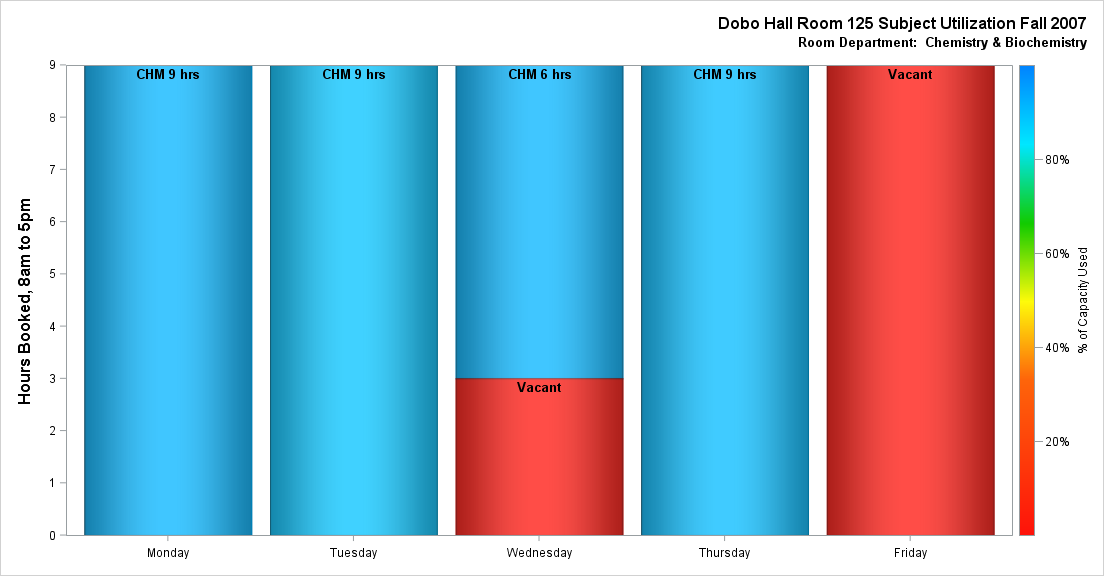 Dobo Hall Room 125 Subject Utilization Fall 2007
Room Department:  Chemistry & Biochemistry
Hours Booked, 8am to 5pm
9
8
7
6
5
4
3
2
1
0
CHM 9 hrs
CHM 9 hrs
CHM 6 hrs
CHM 9 hrs
Vacant
Vacant
Monday
Tuesday
Wednesday
Thursday
Friday
80%
60%
40%
20%
% of Capacity Used